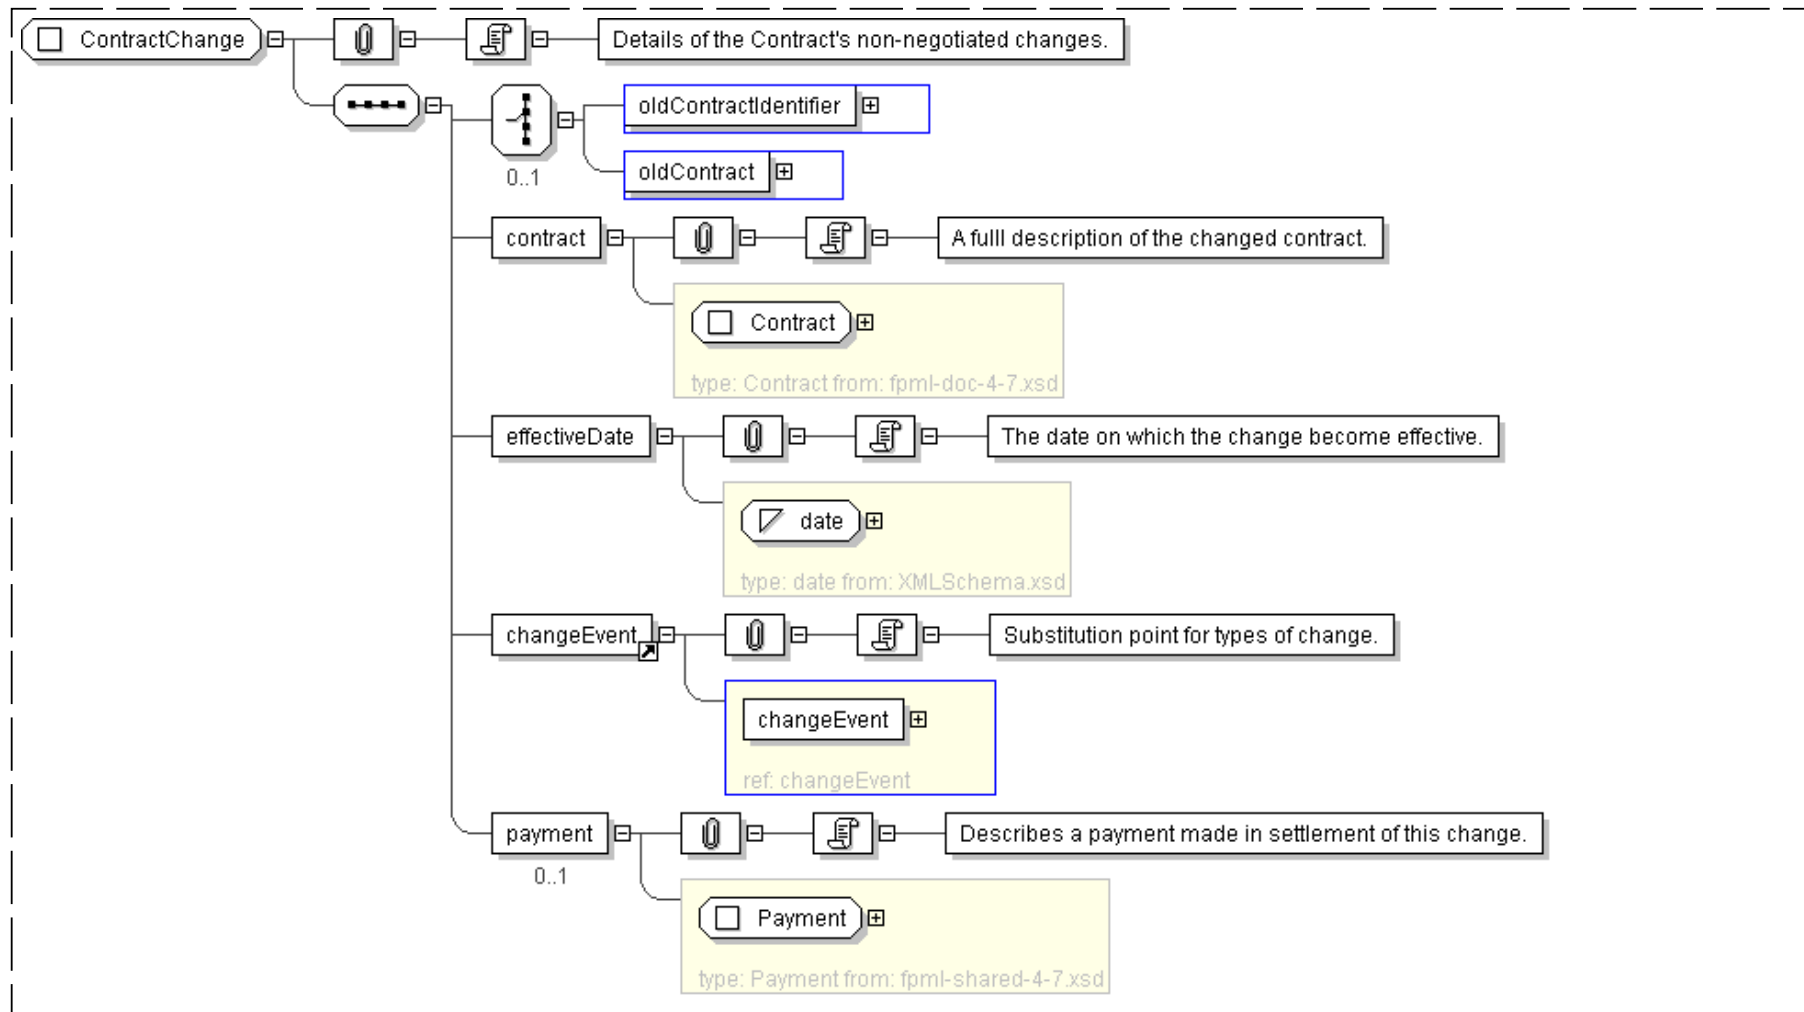 ContractChange
Details of the Contract's non-negotiated changes.
oldContractIdentifier
oldContract
0..1
contract
A fulll description of the changed contract.
Contract
type: Contract from: fpml-doc-4-7.xsd
effectiveDate
The date on which the change become effective.
date
type: date from: XMLSchema.xsd
changeEvent
Substitution point for types of change.
changeEvent
ref: changeEvent
payment
Describes a payment made in settlement of this change.
0..1
Payment
type: Payment from: fpml-shared-4-7.xsd